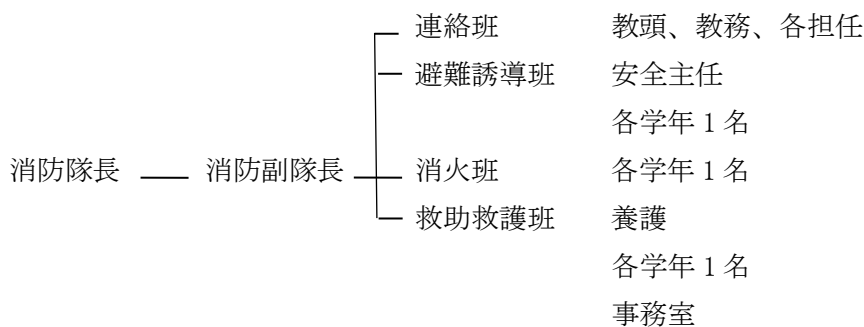 連絡班 教頭、教務、各担任
避難誘導班 安全主任
各学年1名
消防隊長 消防副隊長 消火班 各学年1名
救助救護班 養護
各学年1名
事務室